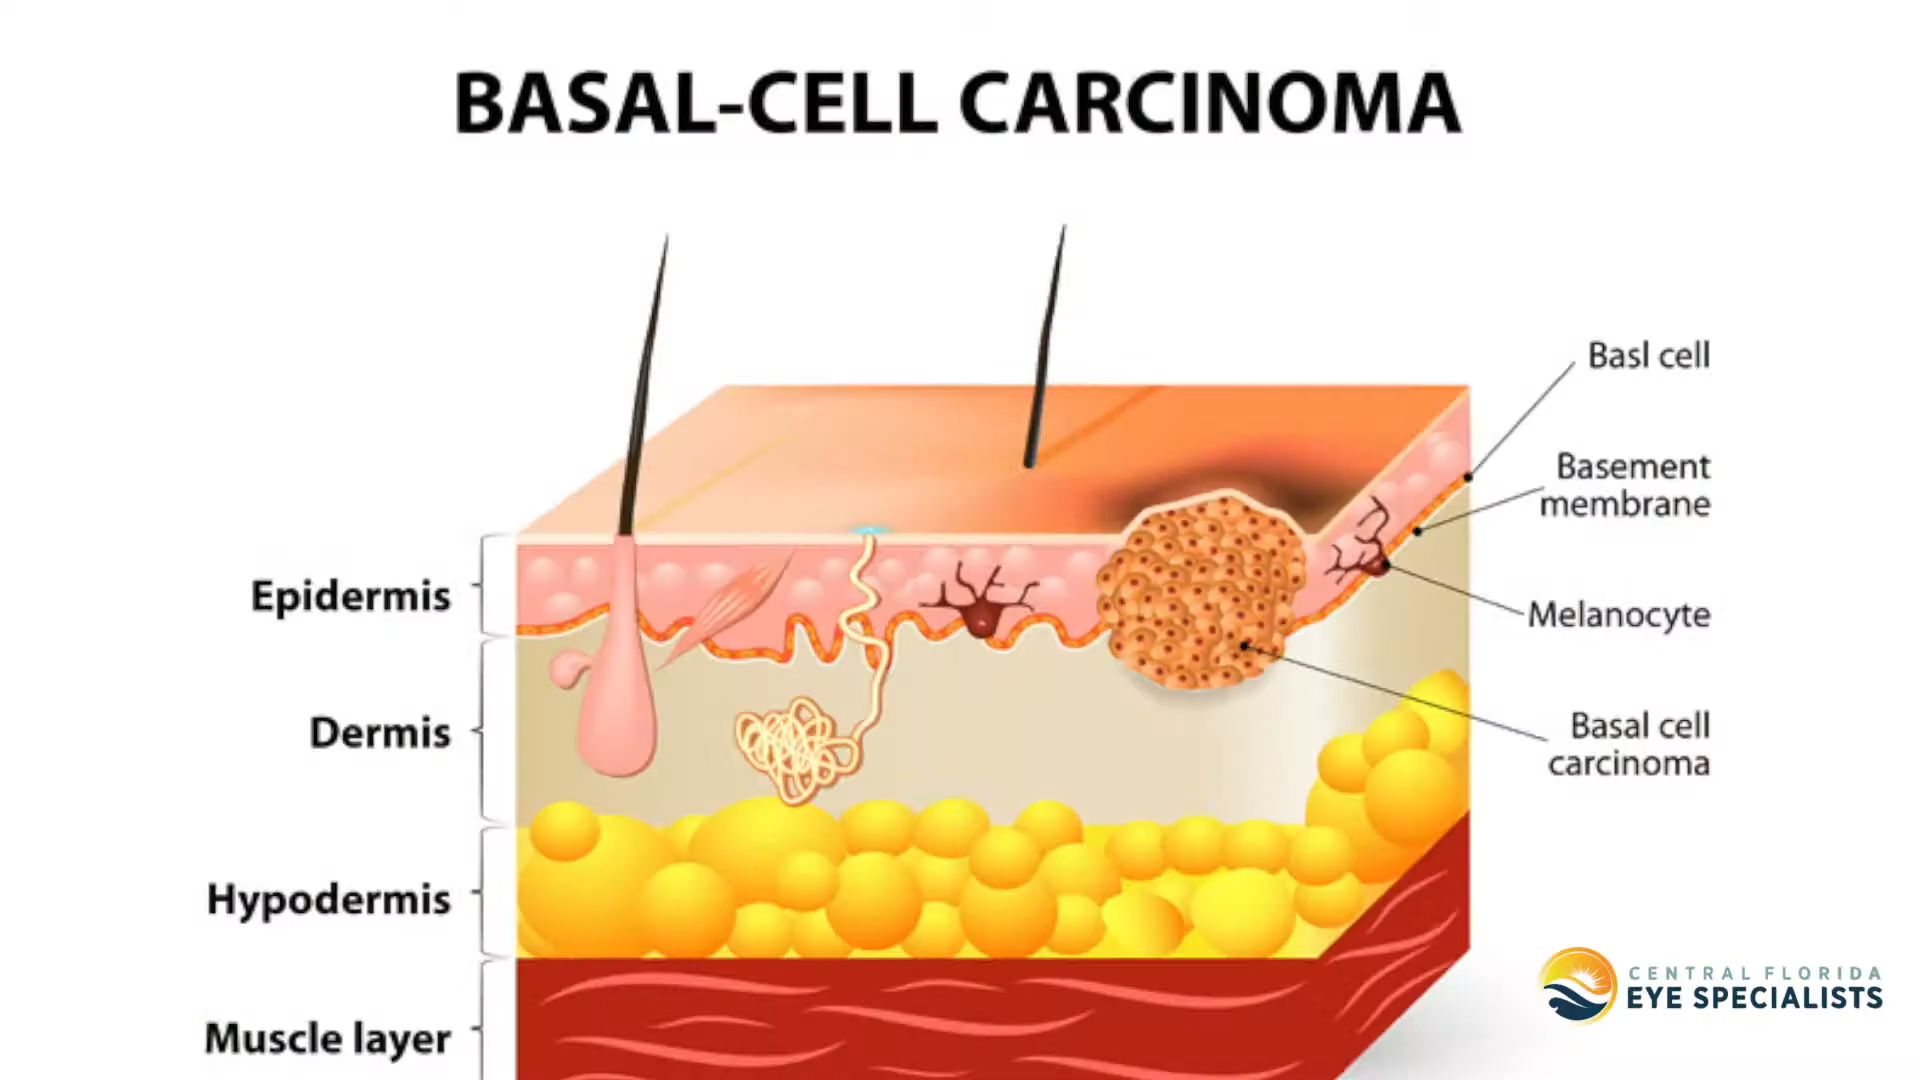 BASAL-CELL CARCINOMA
Basl cell
Basement
membrane
Epidermis
Melanocyte
Dermis
Basal cell
carcinoma
Hypodermis
CENTRAL FLORIDA
EYE SPECIALISTS
Muscle layer